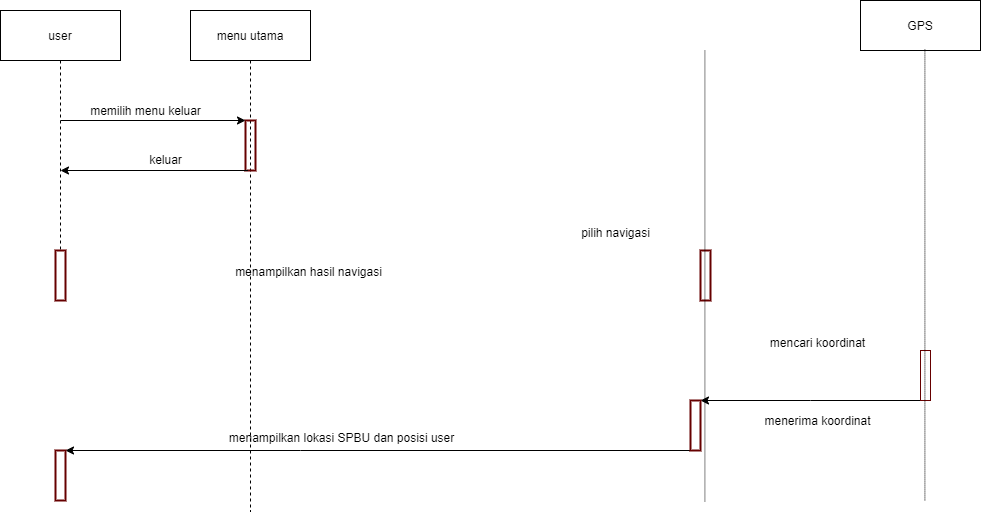 user
menu utama
GPS
memilih menu keluar
keluar
pilih navigasi
menampilkan hasil navigasi
mencari koordinat
menerima koordinat
menampilkan lokasi SPBU dan posisi user